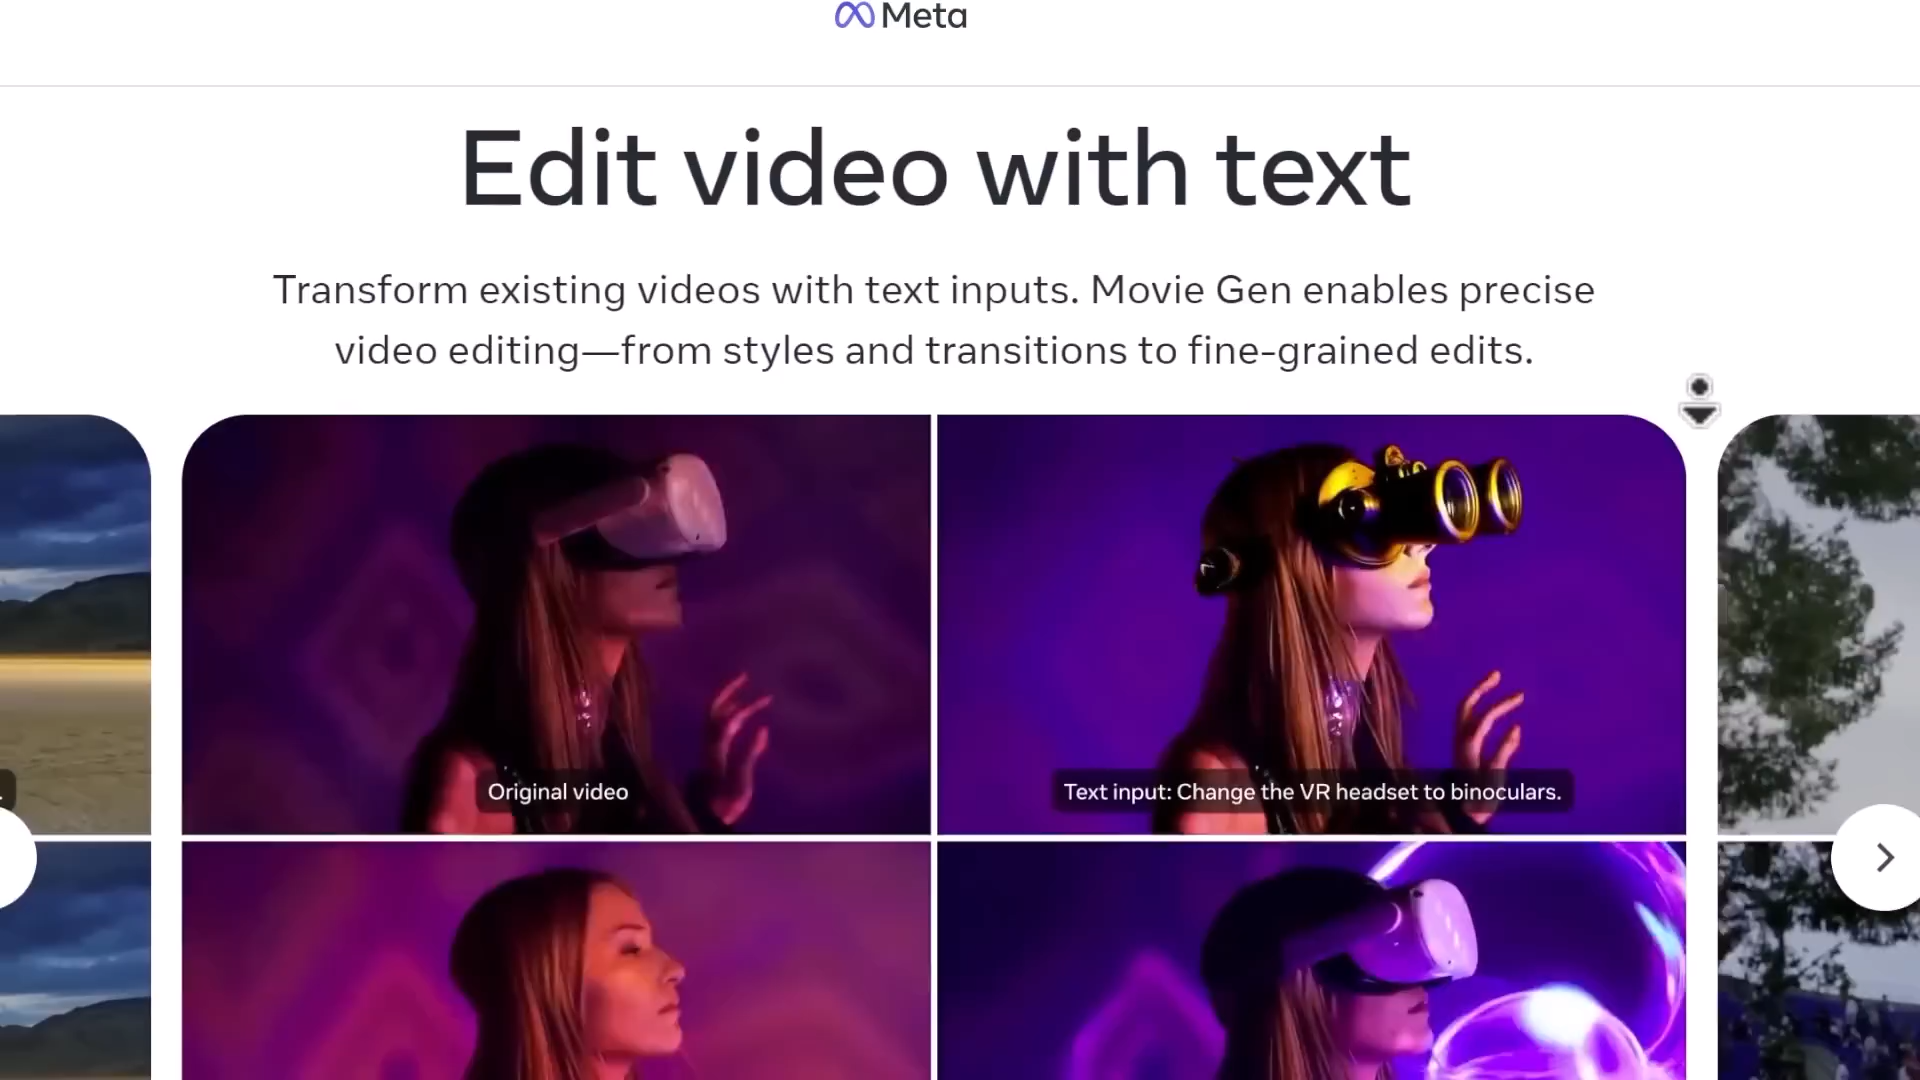 Meta
Edit video with text
Transform existing videos with text inputs. Movie Gen enables precise
video editing—from styles and transitions to fine-grained edits.
Original video
Text input: Change the VR headset to binoculars.